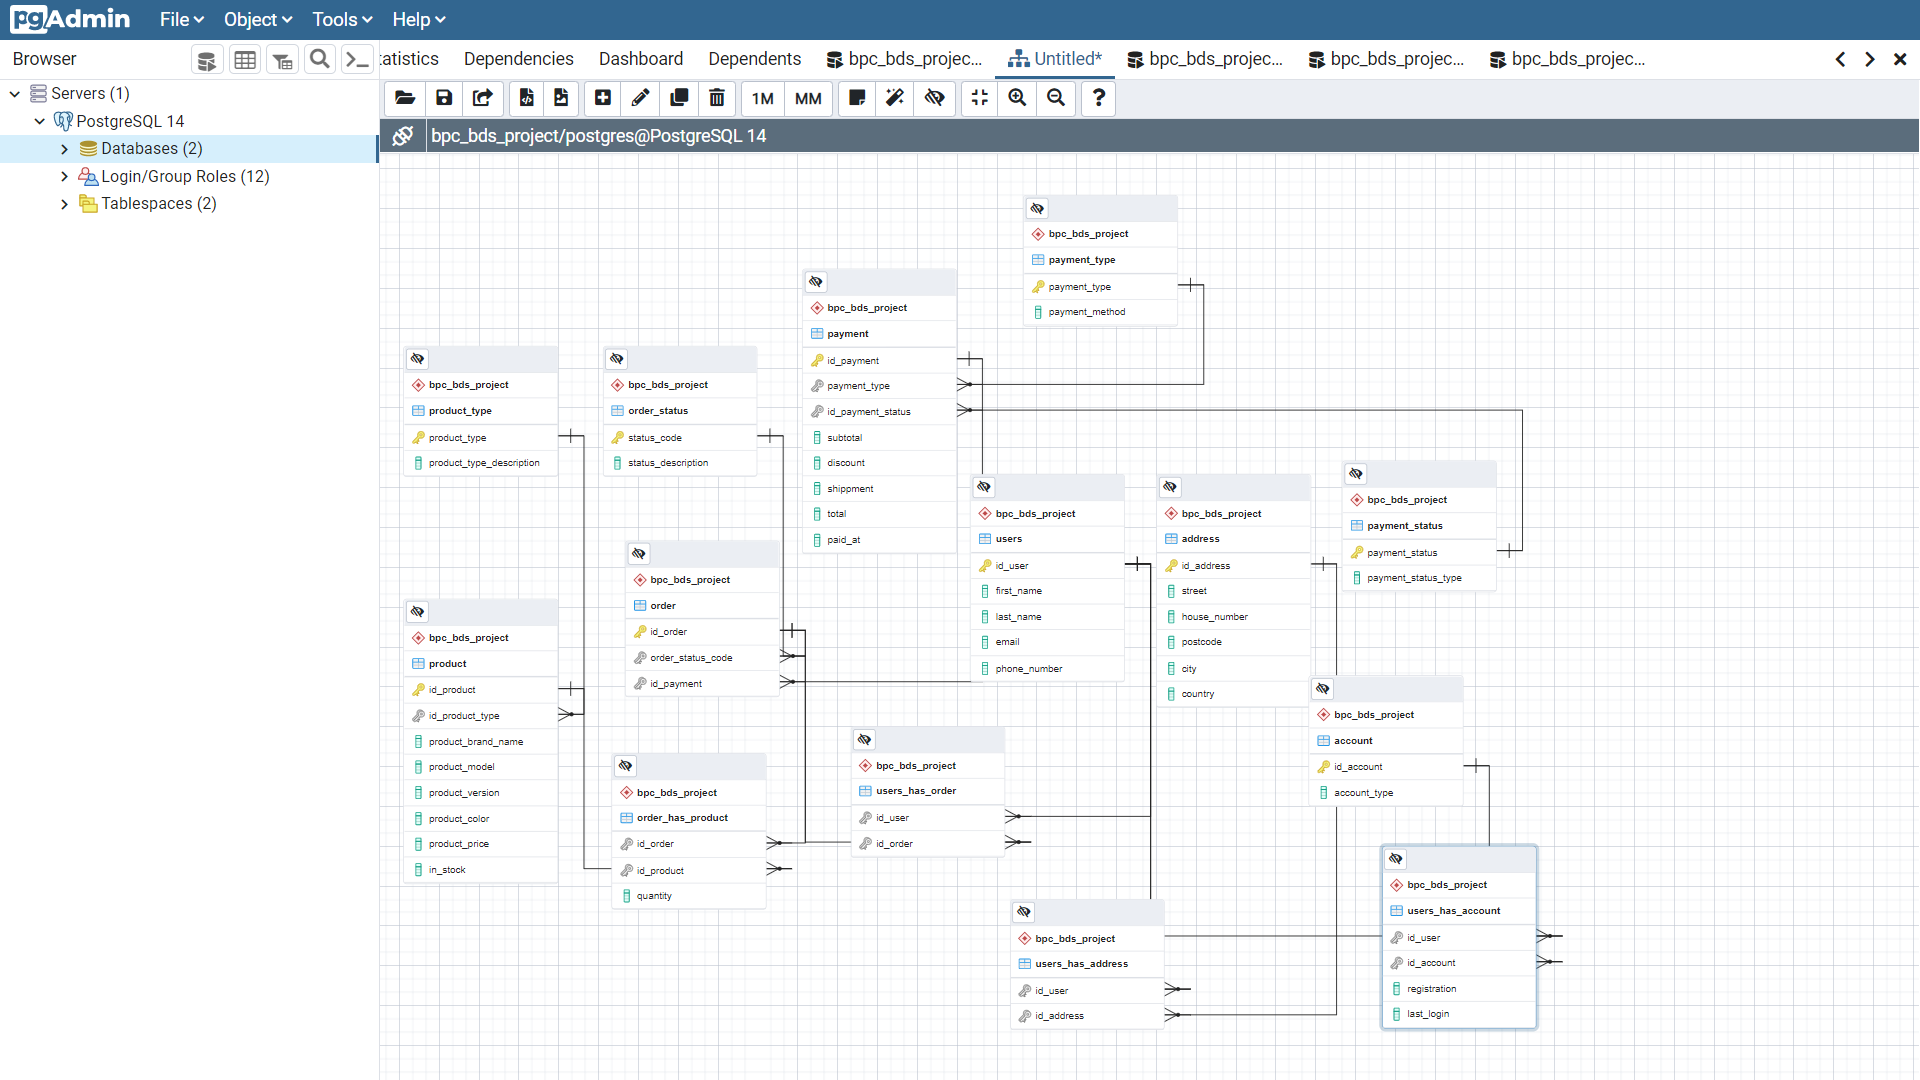 pgAdmin
File
Object
Tools
Help
Browser
tatistics
Dependencies
Dashboard
Dependents
bpc_bds_projec...
Untitled*
bpc_bds_projec...
bpc_bds_projec...
bpc_bds_projec...
1M
MM
?
bpc_bds_project/postgres@PostgreSQL 14
Servers (1)
PostgreSQL 14
Databases (2)
Login/Group Roles (12)
Tablespaces (2)
bpc_bds_project
payment_type
payment_type
payment_method
bpc_bds_project
payment
id_payment
payment_type
id_payment_status
subtotal
discount
shippment
total
paid_at
bpc_bds_project
product_type
product_type
product_type_description
bpc_bds_project
order_status
status_code
status_description
bpc_bds_project
users
id_user
first_name
last_name
email
phone_number
bpc_bds_project
address
id_address
street
house_number
postcode
city
country
bpc_bds_project
payment_status
payment_status
payment_status_type
bpc_bds_project
order
id_order
order_status_code
id_payment
bpc_bds_project
product
id_product
id_product_type
product_brand_name
product_model
product_version
product_color
product_price
in_stock
bpc_bds_project
account
id_account
account_type
bpc_bds_project
users_has_order
id_user
id_order
bpc_bds_project
order_has_product
id_order
id_product
quantity
bpc_bds_project
users_has_address
id_user
id_address
bpc_bds_project
users_has_account
id_user
id_account
registration
last_login